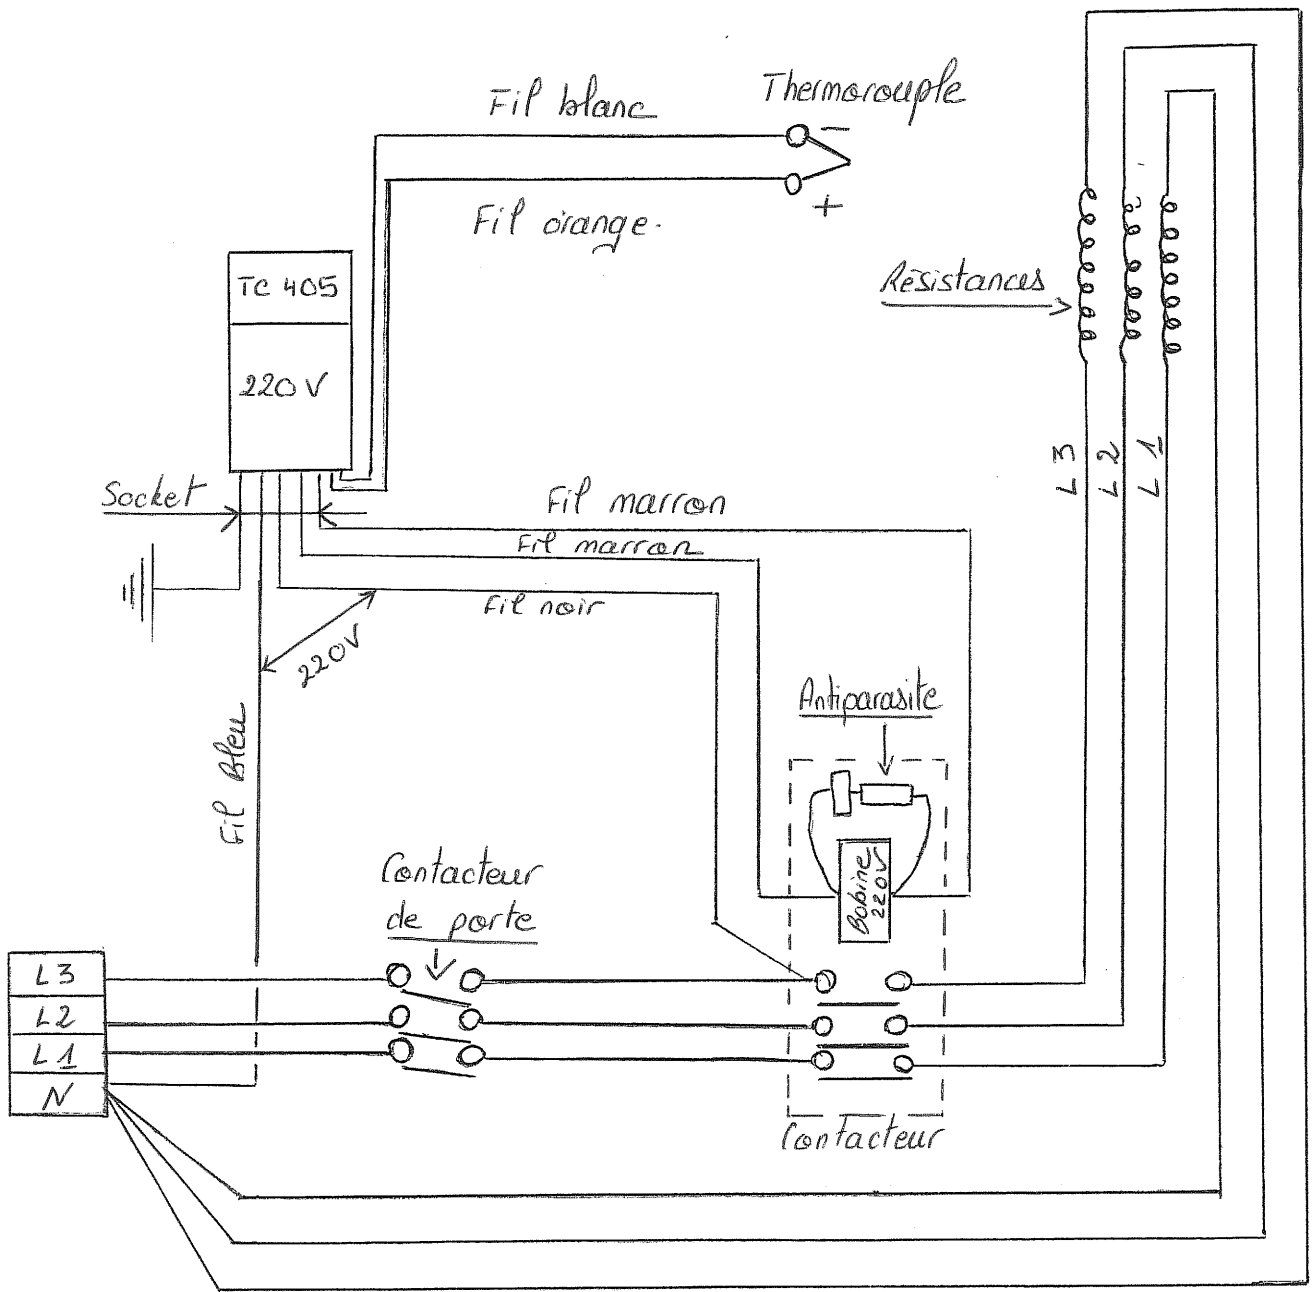 Fil blanc
Thermocouple
−
+
Fil orange.
TC 405
220 V
Résistances
L3
L2
L1
Socket
Fil marron
Fil marron
Fil noir
220V
Fil Bleu
Antiparasite
Bobine
220V
Contacteur
de porte
L3
L2
L1
N
Contacteur